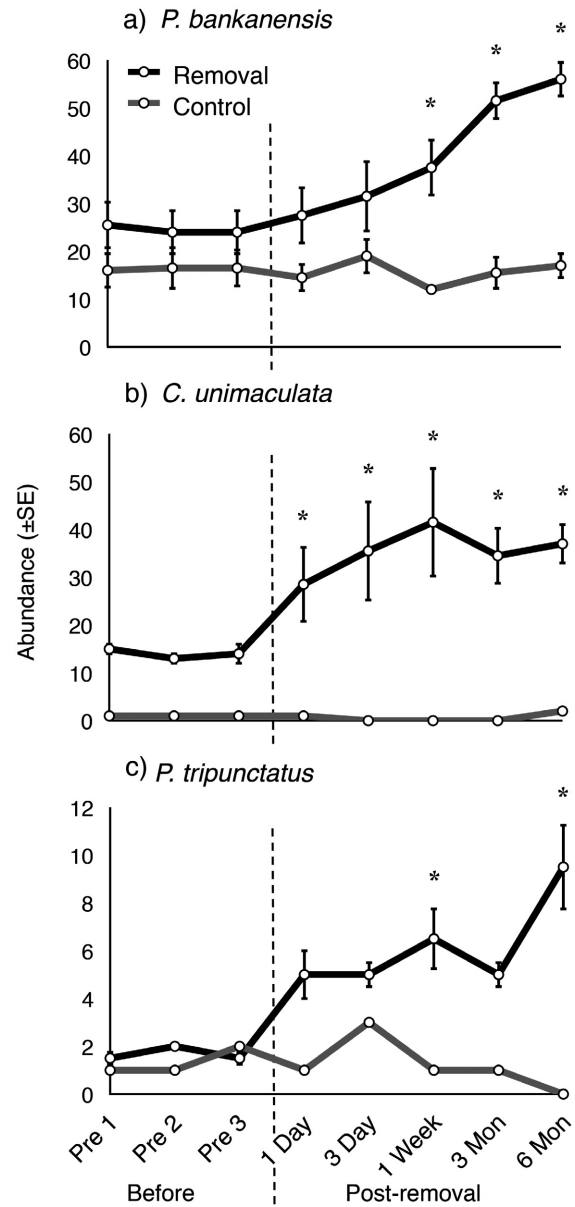 a) P. bankanensis
60
50
40
30
20
10
0
Removal
Control
*
*
*
b) C. unimaculata
60
50
40
30
20
10
0
*
*
*
*
*
Abundance (±SE)
c) P. tripunctatus
12
10
8
6
4
2
0
*
*
Pre 1
Pre 2
Pre 3
1 Day
3 Day
1 Week
3 Mon
6 Mon
Before
Post-removal